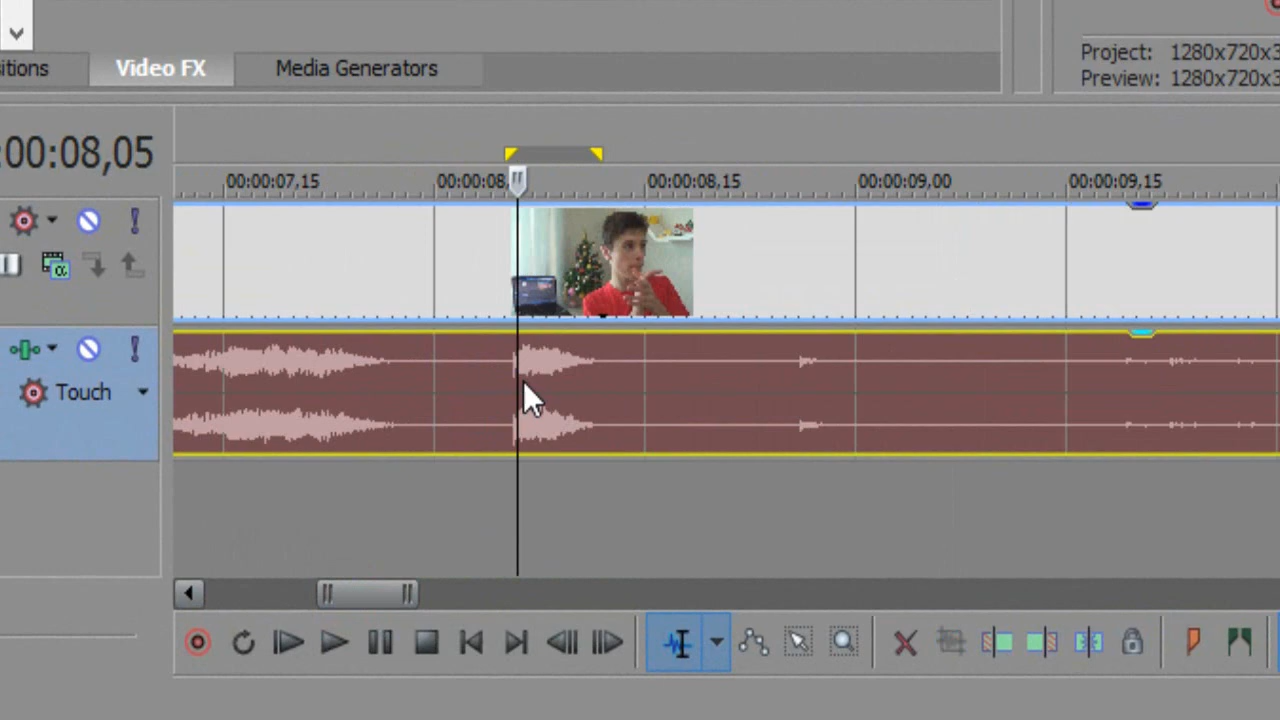 itions
Video FX
Media Generators
Project: 1280x720x3
Preview: 1280x720x3
:00:08,05
00:00:07,15
00:00:08,
00:00:08,15
00:00:09,00
00:00:09,15
Touch